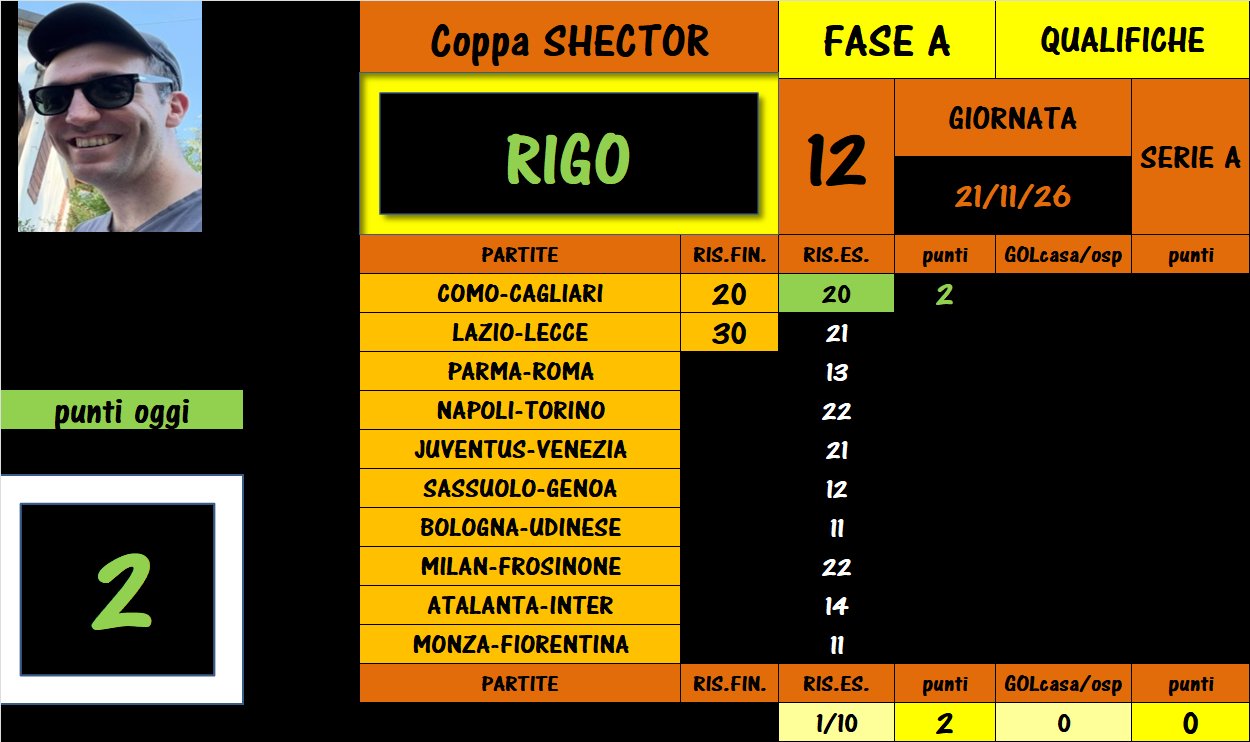 Coppa SHECTOR FASE A QUALIFICHE
RIGO 12 GIORNATA SERIE A
21/11/26
PARTITE RIS.FIN. RIS.ES. punti GOLcasa/osp punti
COMO-CAGLIARI 20 20 2
LAZIO-LECCE 30 21
PARMA-ROMA 13
NAPOLI-TORINO 22
JUVENTUS-VENEZIA 21
SASSUOLO-GENOA 12
BOLOGNA-UDINESE 11
MILAN-FROSINONE 22
ATALANTA-INTER 14
MONZA-FIORENTINA 11
PARTITE RIS.FIN. RIS.ES. punti GOLcasa/osp punti
1/10 2 0 0
punti oggi
2